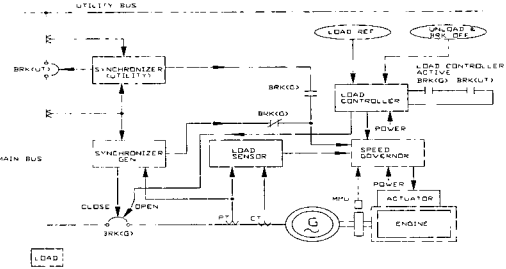 UTILITY BUS
LOAD REF
UNLOAD &
BRK OFF
BRK(UT)
SYNCHRONIZER
(UTILITY)
LOAD CONTROLLER
ACTIVE
BRK(G) BRK(UT)
BRK(G)
LOAD
CONTROLLER
BRK(G)
POWER
SYNCHRONIZER
GEN
LOAD
SENSOR
SPEED
GOVERNOR
MAIN BUS
POWER
MPU
ACTUATOR
CLOSE OPEN
PT CT
G
ENGINE
BRK(G)
LOAD